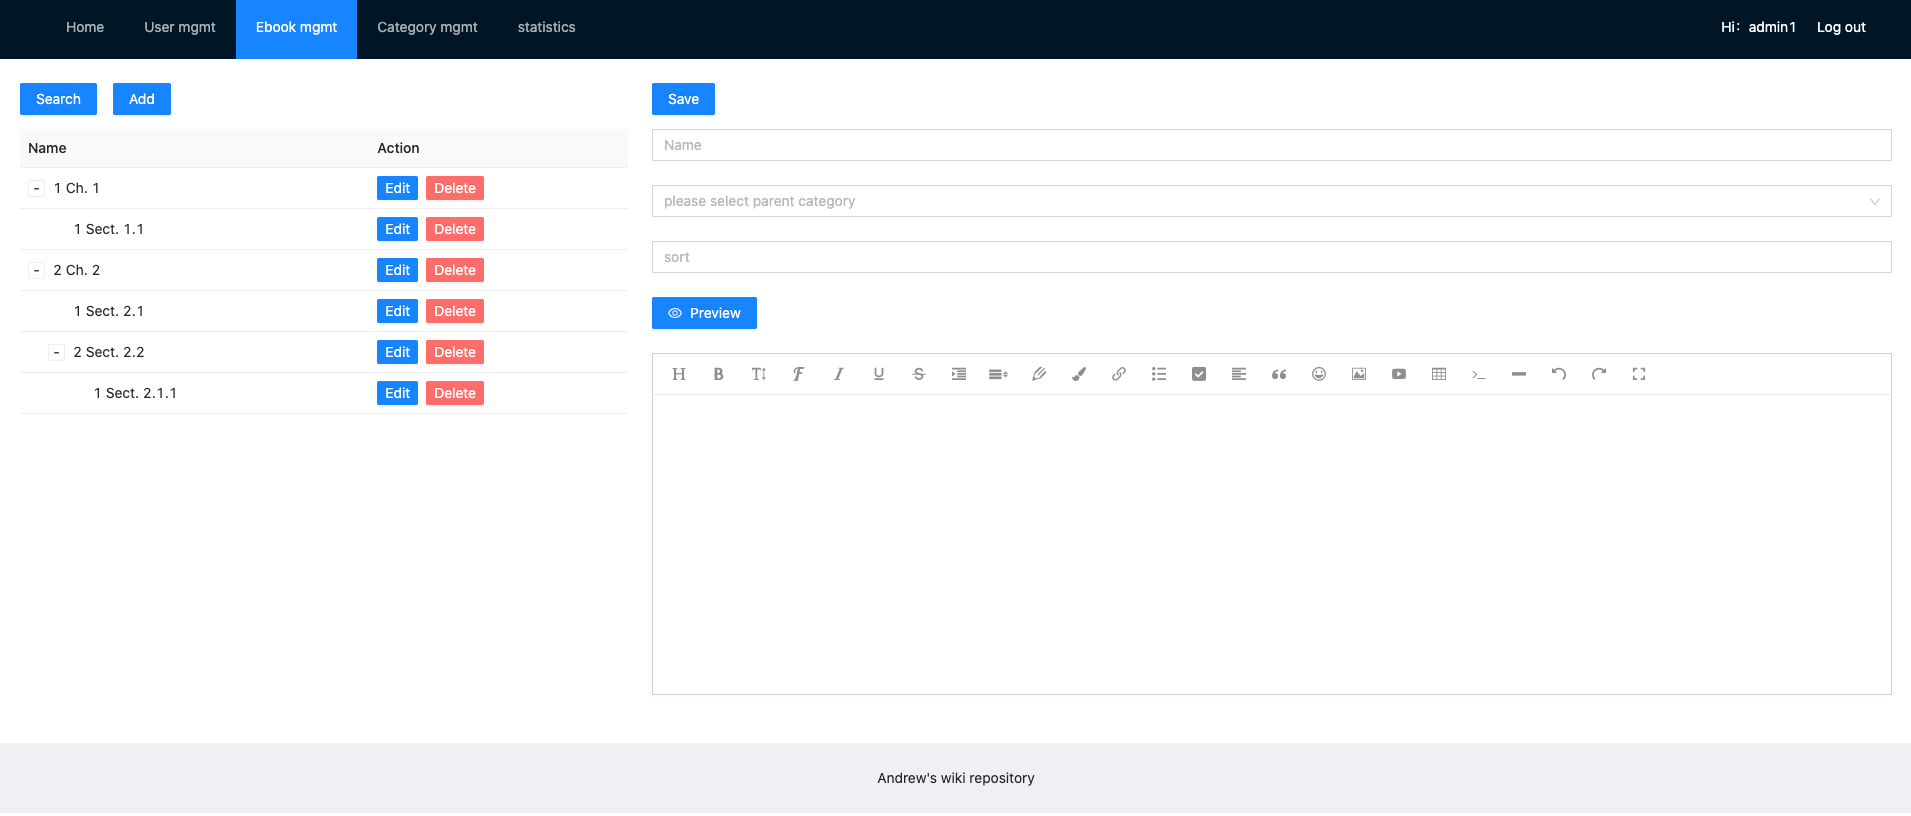 Home User mgmt Ebook mgmt Category mgmt statistics Hi: admin1 Log out
Search Add
Name Action
- 1 Ch. 1 Edit Delete
1 Sect. 1.1 Edit Delete
- 2 Ch. 2 Edit Delete
1 Sect. 2.1 Edit Delete
- 2 Sect. 2.2 Edit Delete
1 Sect. 2.1.1 Edit Delete
Save
Name
please select parent category
sort
Preview
Andrew's wiki repository